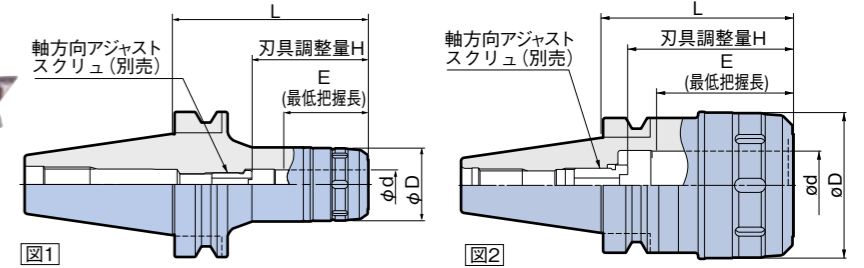 L
軸方向アジャスト
スクリュ(別売)
刃具調整量H
E
(最低把握長)
φd
φD
図1
L
軸方向アジャスト
スクリュ(別売)
刃具調整量H
E
(最低把握長)
ød
øD
図2